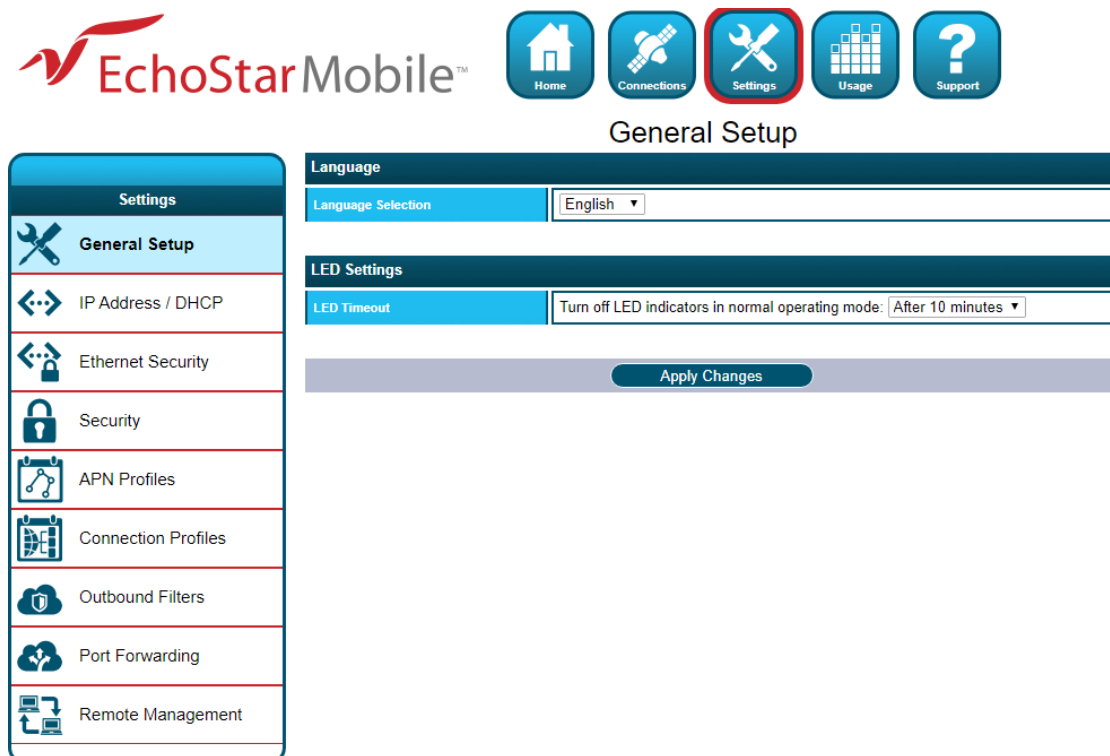 EchoStar Mobile™
Home
Connections
Settings
Usage
Support
General Setup
Settings
General Setup
IP Address / DHCP
Ethernet Security
Security
APN Profiles
Connection Profiles
Outbound Filters
Port Forwarding
Remote Management
Language
Language Selection English
LED Settings
LED Timeout Turn off LED indicators in normal operating mode: After 10 minutes
Apply Changes